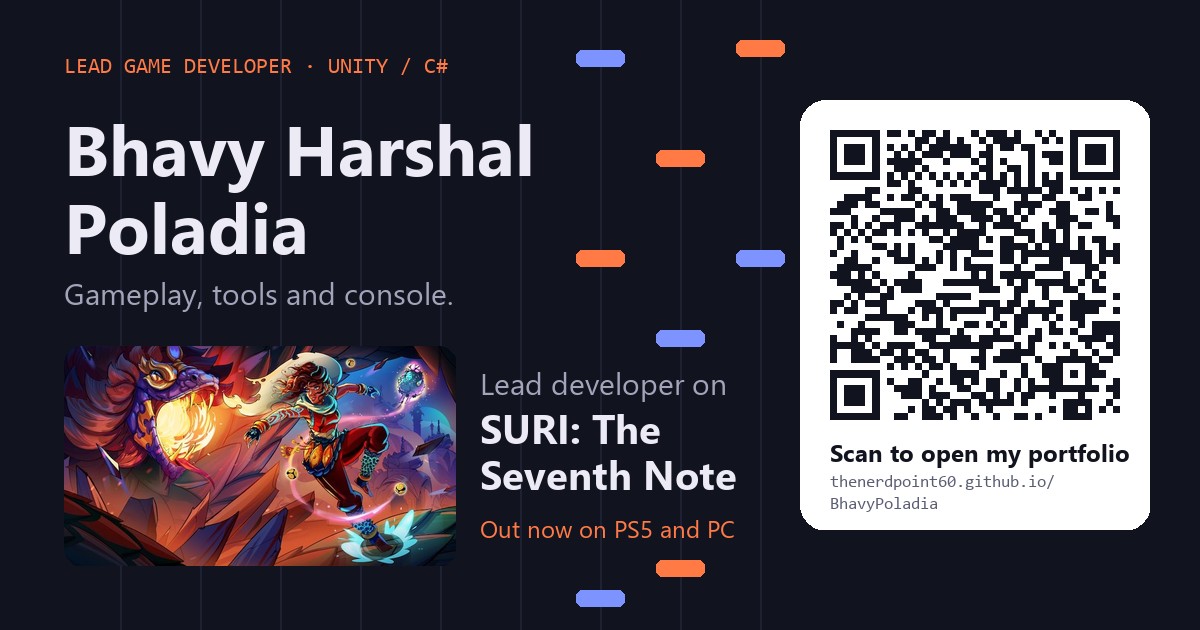 LEAD GAME DEVELOPER · UNITY / C#
Bhavy Harshal
Poladia
Gameplay, tools and console.
Lead developer on
SURI: The
Seventh Note
Out now on PS5 and PC
Scan to open my portfolio
thenerdpoint60.github.io/
BhavyPoladia